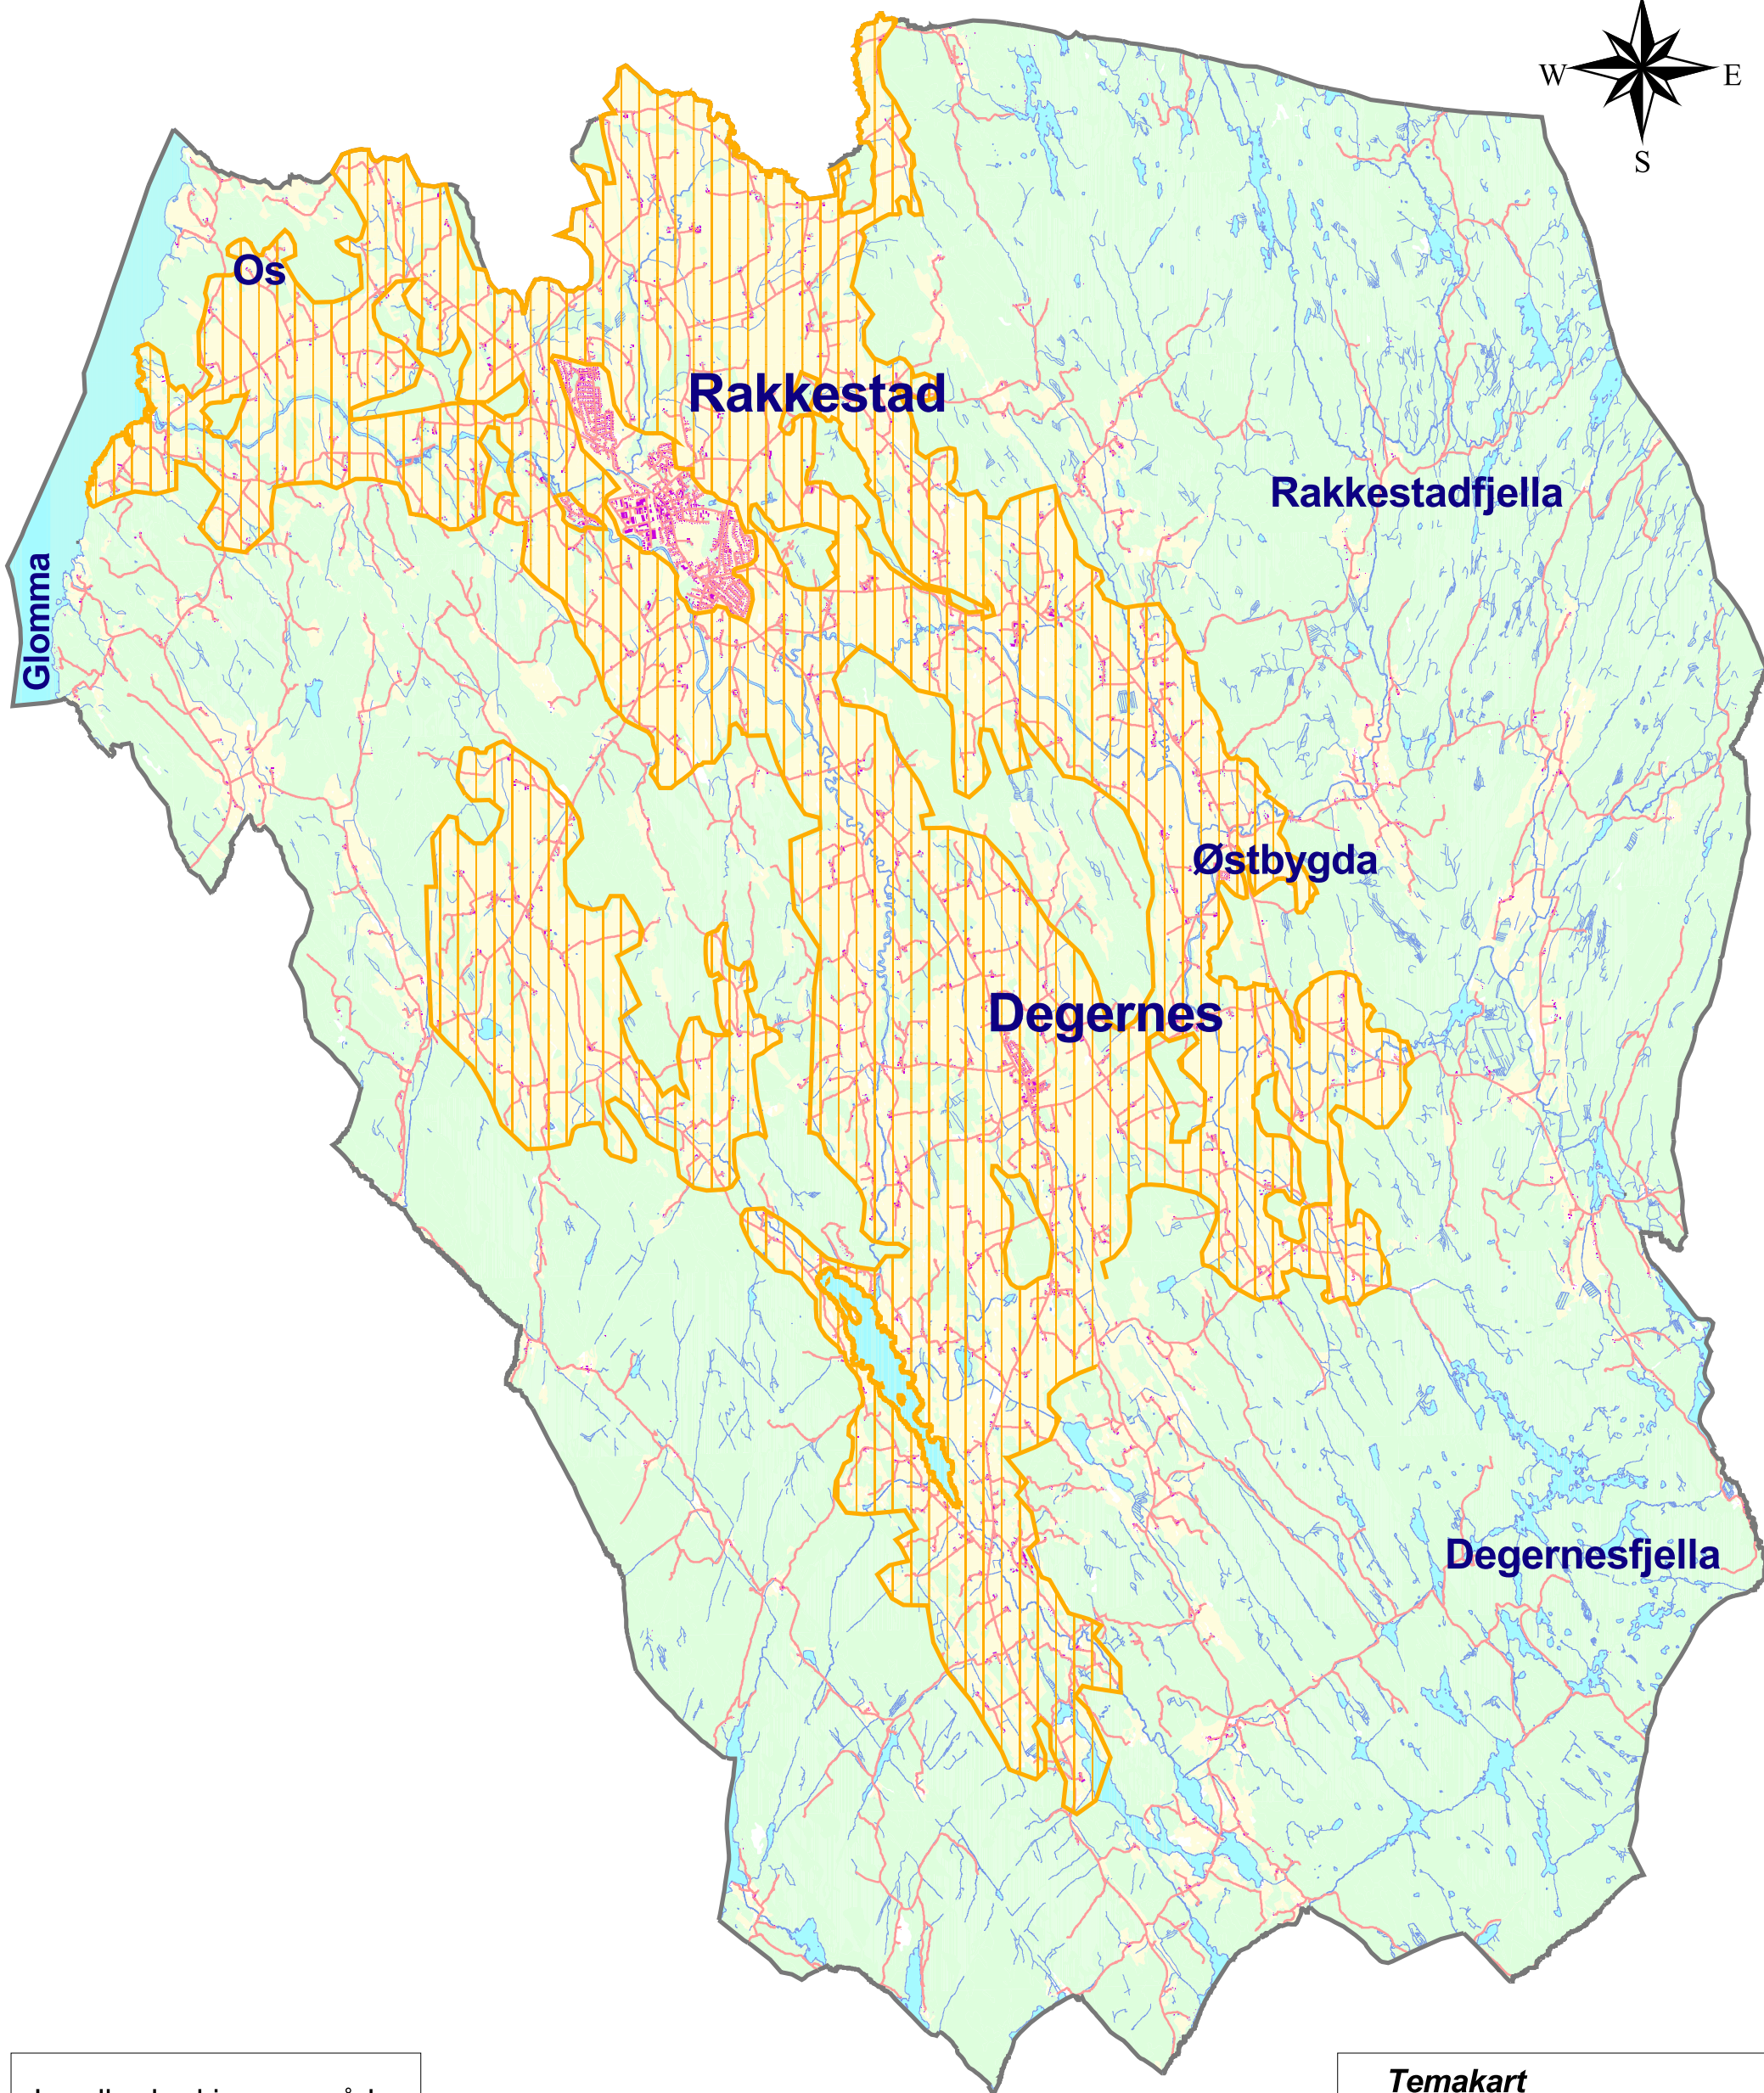 W
E
S
Os
Rakkestad
Rakkestadfjella
Glomma
Østbygda
Degernes
Degernesfjella
Temakart